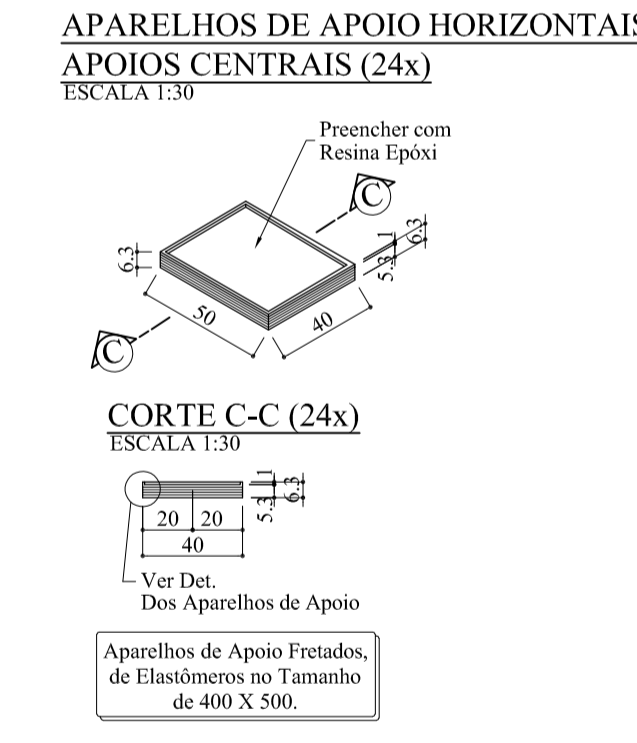 APARELHOS DE APOIO HORIZONTAIS
APOIOS CENTRAIS (24x)
ESCALA 1:30
Preencher com
Resina Epóxi
C
6.3
1
5.3
6.3
50
40
C
CORTE C-C (24x)
ESCALA 1:30
1
5.3
6.3
20
20
40
Ver Det.
Dos Aparelhos de Apoio
Aparelhos de Apoio Fretados,
de Elastômeros no Tamanho
de 400 X 500.